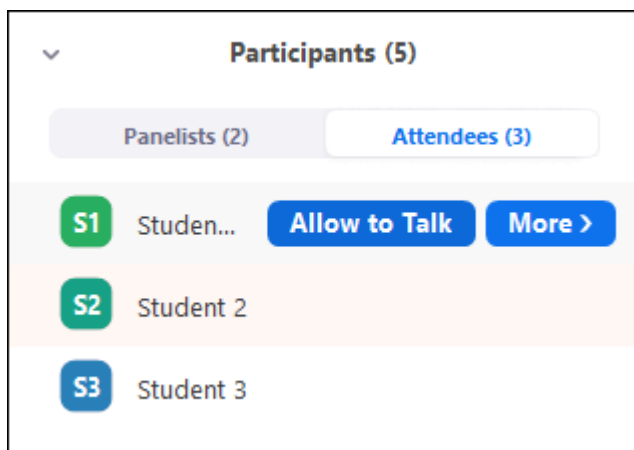 Participants (5)
Panelists (2) Attendees (3)
S1 Studen... Allow to Talk More >
S2 Student 2
S3 Student 3